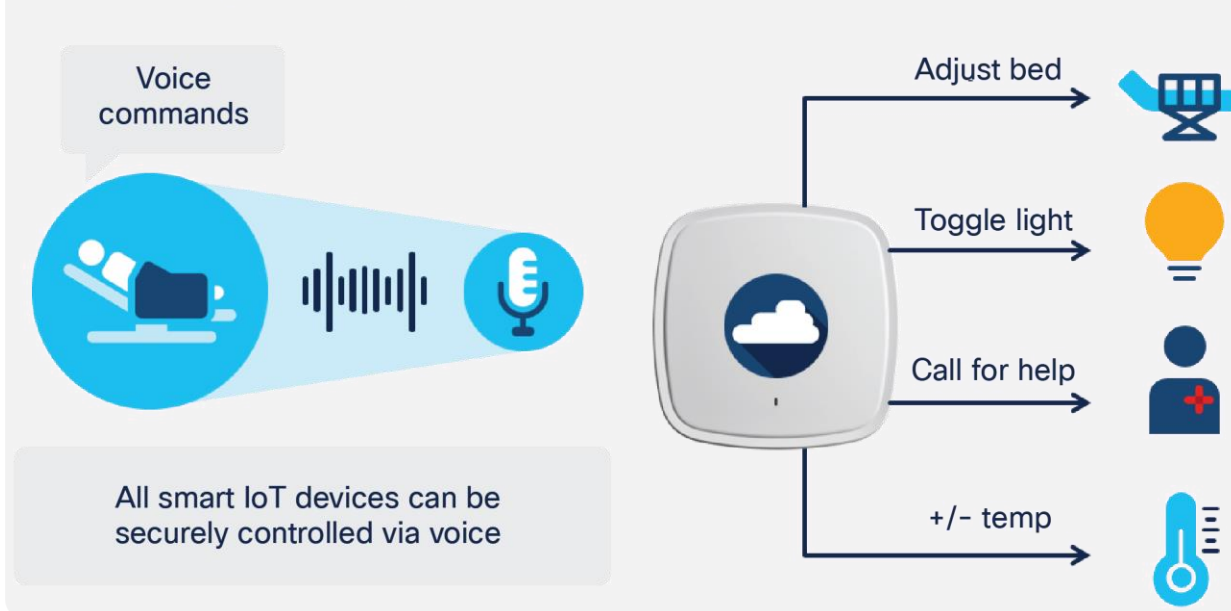 Voice
commands
All smart IoT devices can be
securely controlled via voice
Adjust bed
Toggle light
Call for help
+/- temp